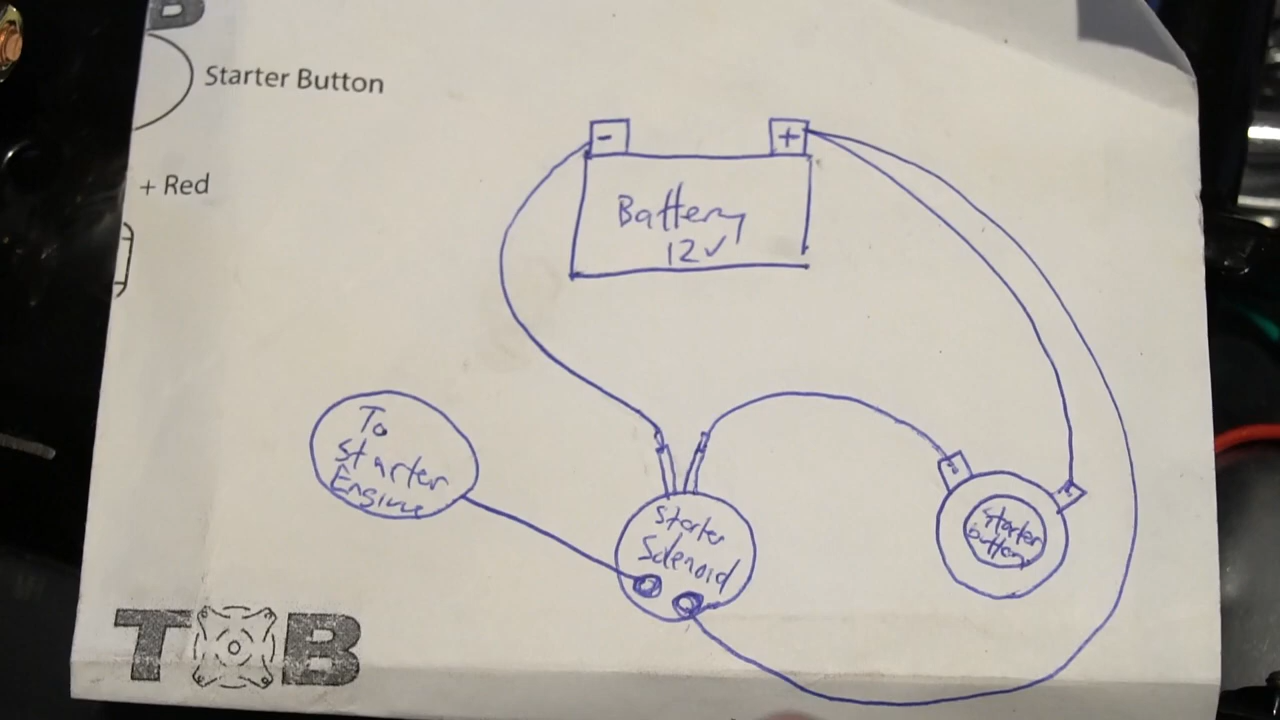 B
Starter Button
+ Red
- +
Battery
12v
To
Starter
Engine
Starter
Solenoid
Starter
button
TOB